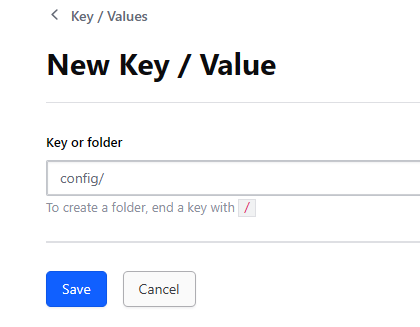 Key / Values
New Key / Value
Key or folder
config/
To create a folder, end a key with /
Save
Cancel